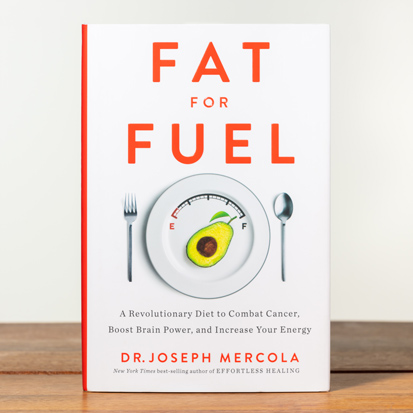 FAT
FOR
FUEL
E F
A Revolutionary Diet to Combat Cancer,
Boost Brain Power, and Increase Your Energy
DR. JOSEPH MERCOLA
New York Times best-selling author of EFFORTLESS HEALING